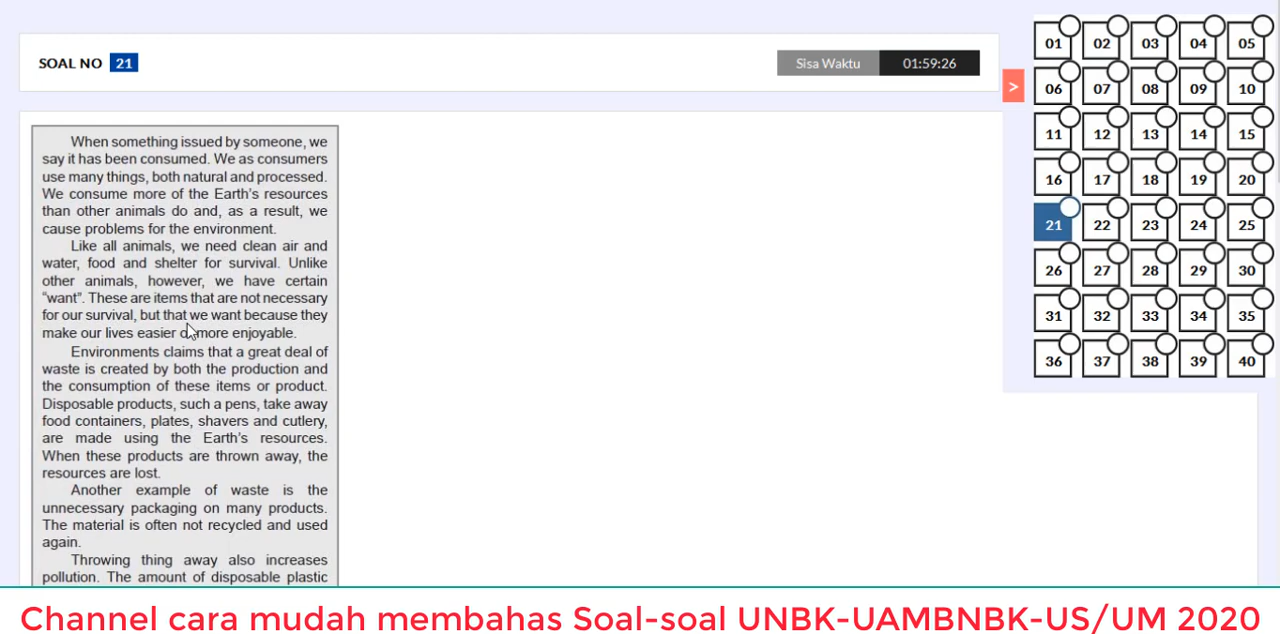 SOAL NO 21
Sisa Waktu 01:59:26
>
01 02 03 04 05
06 07 08 09 10
11 12 13 14 15
16 17 18 19 20
21 22 23 24 25
26 27 28 29 30
31 32 33 34 35
36 37 38 39 40
When something issued by someone, we
say it has been consumed. We as consumers
use many things, both natural and processed.
We consume more of the Earth's resources
than other animals do and, as a result, we
cause problems for the environment.
Like all animals, we need clean air and
water, food and shelter for survival. Unlike
other animals, however, we have certain
"want". These are items that are not necessary
for our survival, but that we want because they
make our lives easier more enjoyable.
Environments claims that a great deal of
waste is created by both the production and
the consumption of these items or product.
Disposable products, such a pens, take away
food containers, plates, shavers and cutlery,
are made using the Earth's resources.
When these products are thrown away, the
resources are lost.
Another example of waste is the
unnecessary packaging on many products.
The material is often not recycled and used
again.
Throwing thing away also increases
pollution. The amount of disposable plastic
Channel cara mudah membahas Soal-soal UNBK-UAMBNBK-US/UM 2020